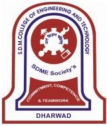 S.D.M.COLLEGE OF ENGINEERING AND TECHNOLOGY
SDME Society's
COMMITMENT, COMPETENCE
& TEAMWORK
DHARWAD